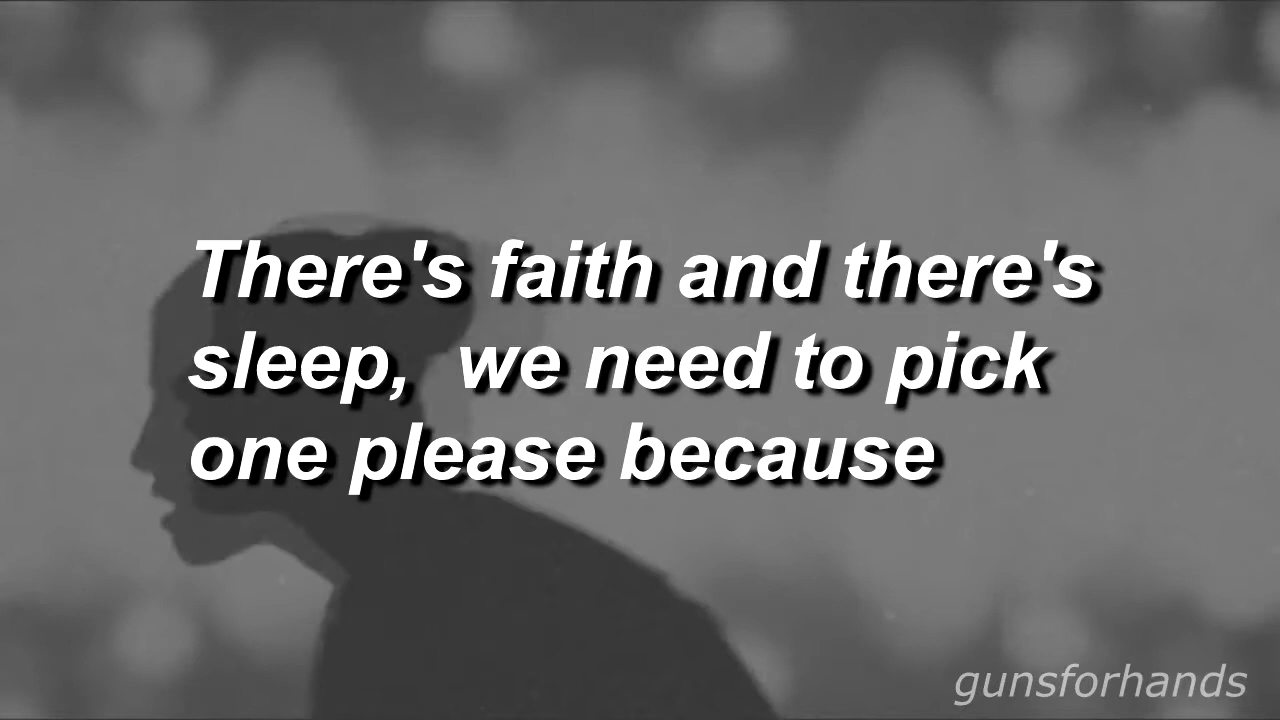 There's faith and there's
sleep,  we need to pick
one please because
gunsforhands